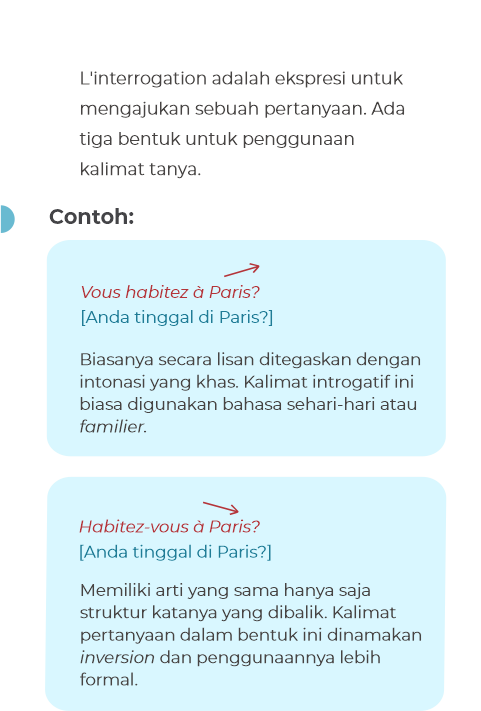 L'interrogation adalah ekspresi untuk
mengajukan sebuah pertanyaan. Ada
tiga bentuk untuk penggunaan
kalimat tanya.
Contoh:
Vous habitez à Paris?
[Anda tinggal di Paris?]
Biasanya secara lisan ditegaskan dengan
intonasi yang khas. Kalimat introgatif ini
biasa digunakan bahasa sehari-hari atau
familier.
Habitez-vous à Paris?
[Anda tinggal di Paris?]
Memiliki arti yang sama hanya saja
struktur katanya yang dibalik. Kalimat
pertanyaan dalam bentuk ini dinamakan
inversion dan penggunaannya lebih
formal.